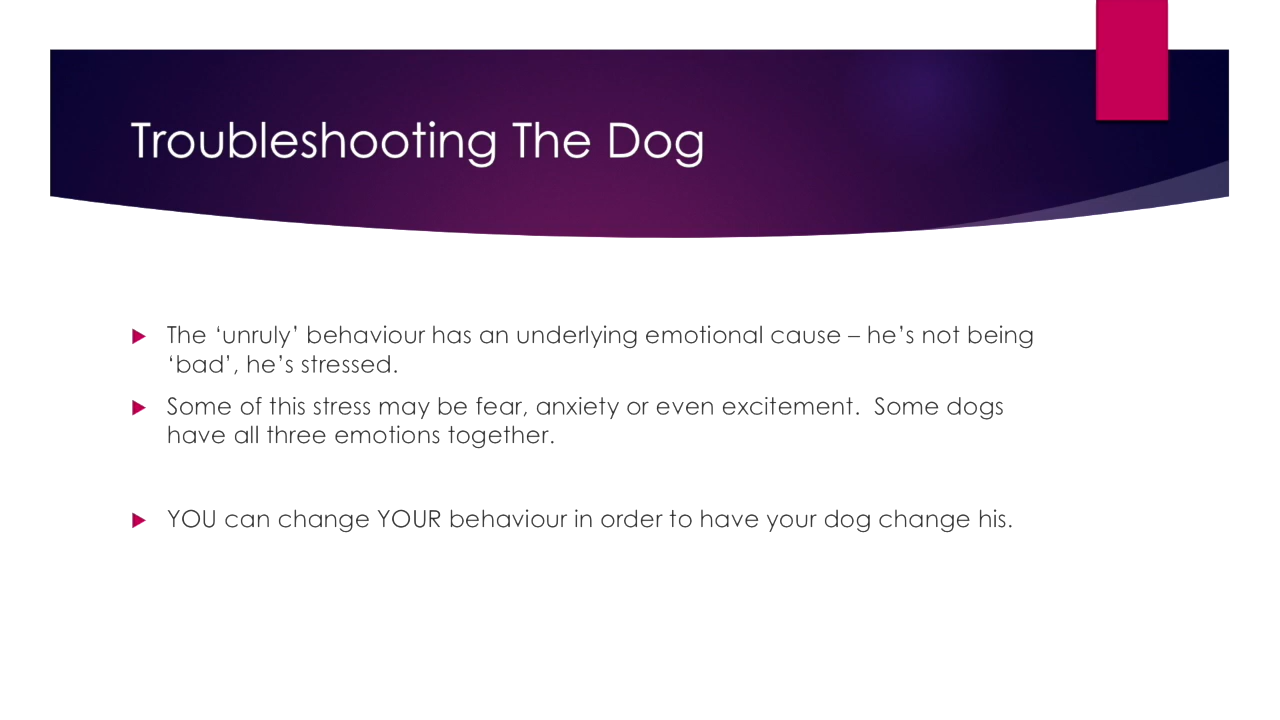 Troubleshooting The Dog
The ‘unruly’ behaviour has an underlying emotional cause – he’s not being
‘bad’, he’s stressed.
Some of this stress may be fear, anxiety or even excitement.  Some dogs
have all three emotions together.
YOU can change YOUR behaviour in order to have your dog change his.